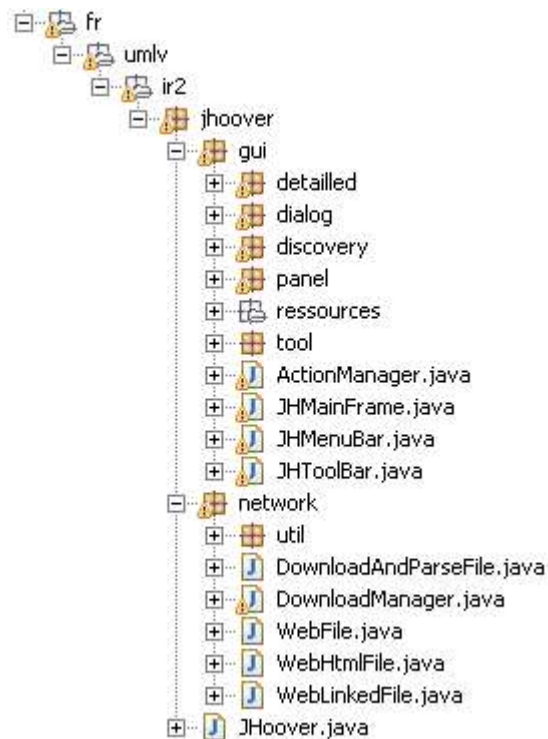 fr
umlv
ir2
jhoover
gui
detailled
dialog
discovery
panel
ressources
tool
ActionManager.java
JHMainFrame.java
JHMenuBar.java
JHToolBar.java
network
util
DownloadAndParseFile.java
DownloadManager.java
WebFile.java
WebHtmlFile.java
WebLinkedFile.java
JHoover.java